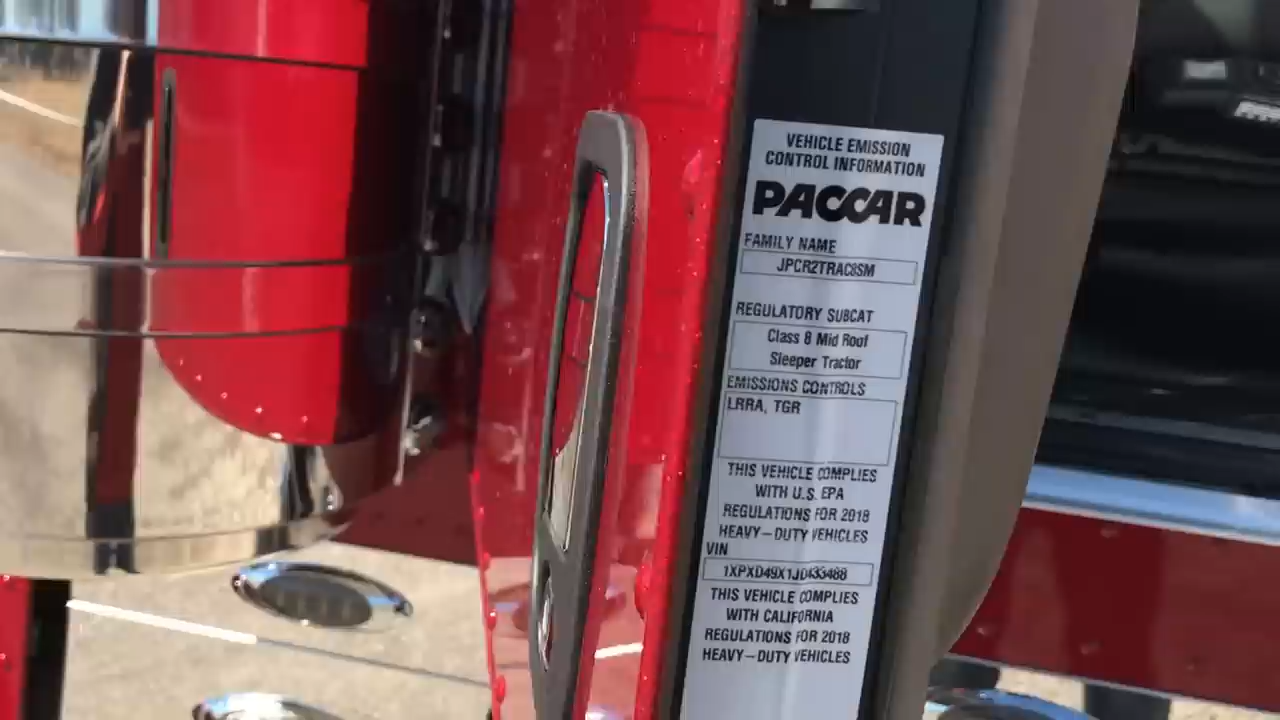 VEHICLE EMISSION
CONTROL INFORMATION
PACCAR
FAMILY NAME
JPCR2TRAC8SM
REGULATORY SUBCAT
Class 8 Mid Roof
Sleeper Tractor
EMISSIONS CONTROLS
LRRA, TGR
THIS VEHICLE COMPLIES
WITH U.S. EPA
REGULATIONS FOR 2018
HEAVY-DUTY VEHICLES
VIN
1XPXD49X1JD433488
THIS VEHICLE COMPLIES
WITH CALIFORNIA
REGULATIONS FOR 2018
HEAVY-DUTY VEHICLES